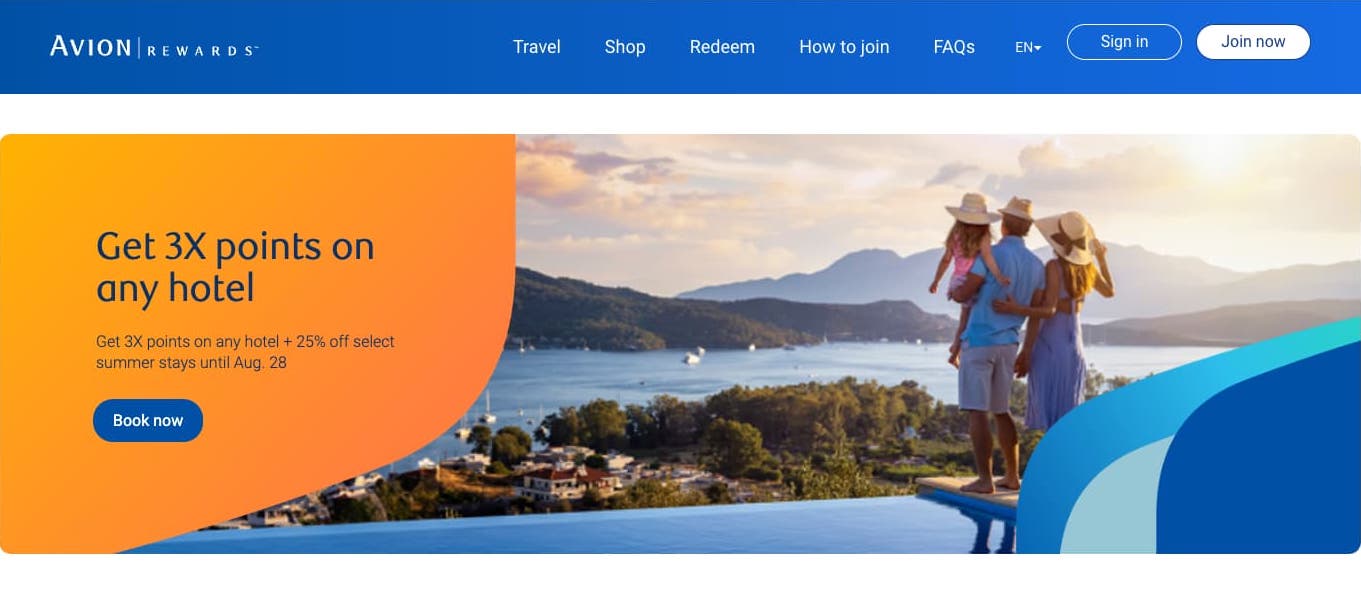 AVION | REWARDS™
Travel
Shop
Redeem
How to join
FAQs
EN
Sign in
Join now
Get 3X points on
any hotel
Get 3X points on any hotel + 25% off select
summer stays until Aug. 28
Book now